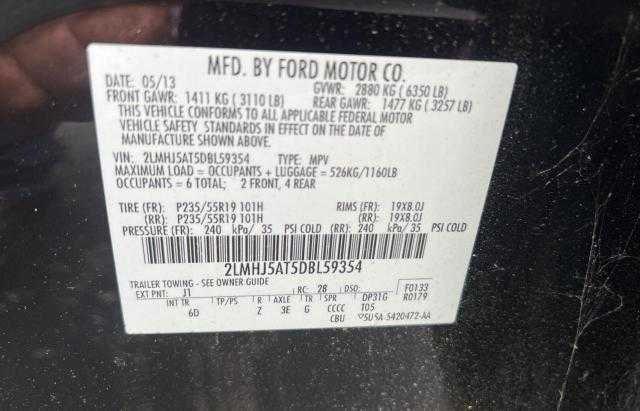 MFD. BY FORD MOTOR CO.
DATE: 05/13 GVWR: 2880 KG ( 6350 LB)
FRONT GAWR: 1411 KG ( 3110 LB) REAR GAWR: 1477 KG ( 3257 LB)
THIS VEHICLE CONFORMS TO ALL APPLICABLE FEDERAL MOTOR
VEHICLE SAFETY STANDARDS IN EFFECT ON THE DATE OF
MANUFACTURE SHOWN ABOVE.
VIN: 2LMHJ5AT5DBL59354 TYPE: MPV
MAXIMUM LOAD = OCCUPANTS + LUGGAGE = 526KG/1160LB
OCCUPANTS = 6 TOTAL; 2 FRONT, 4 REAR
TIRE (FR): P235/55R19 101H RIMS (FR): 19X8.0J
(RR): P235/55R19 101H (RR): 19X8.0J
PRESSURE (FR): 240 kPa/ 35 PSI COLD (RR): 240 kPa/ 35 PSI COLD
2LMHJ5AT5DBL59354
TRAILER TOWING - SEE OWNER GUIDE
EXT PNT: J1 RC: 28 DSO: F0133
INT TR TP/PS R AXLE TR SPR DP31G R0179
6D Z 3E G CCCC T05
CBU ▽5U5A-5420472-AA